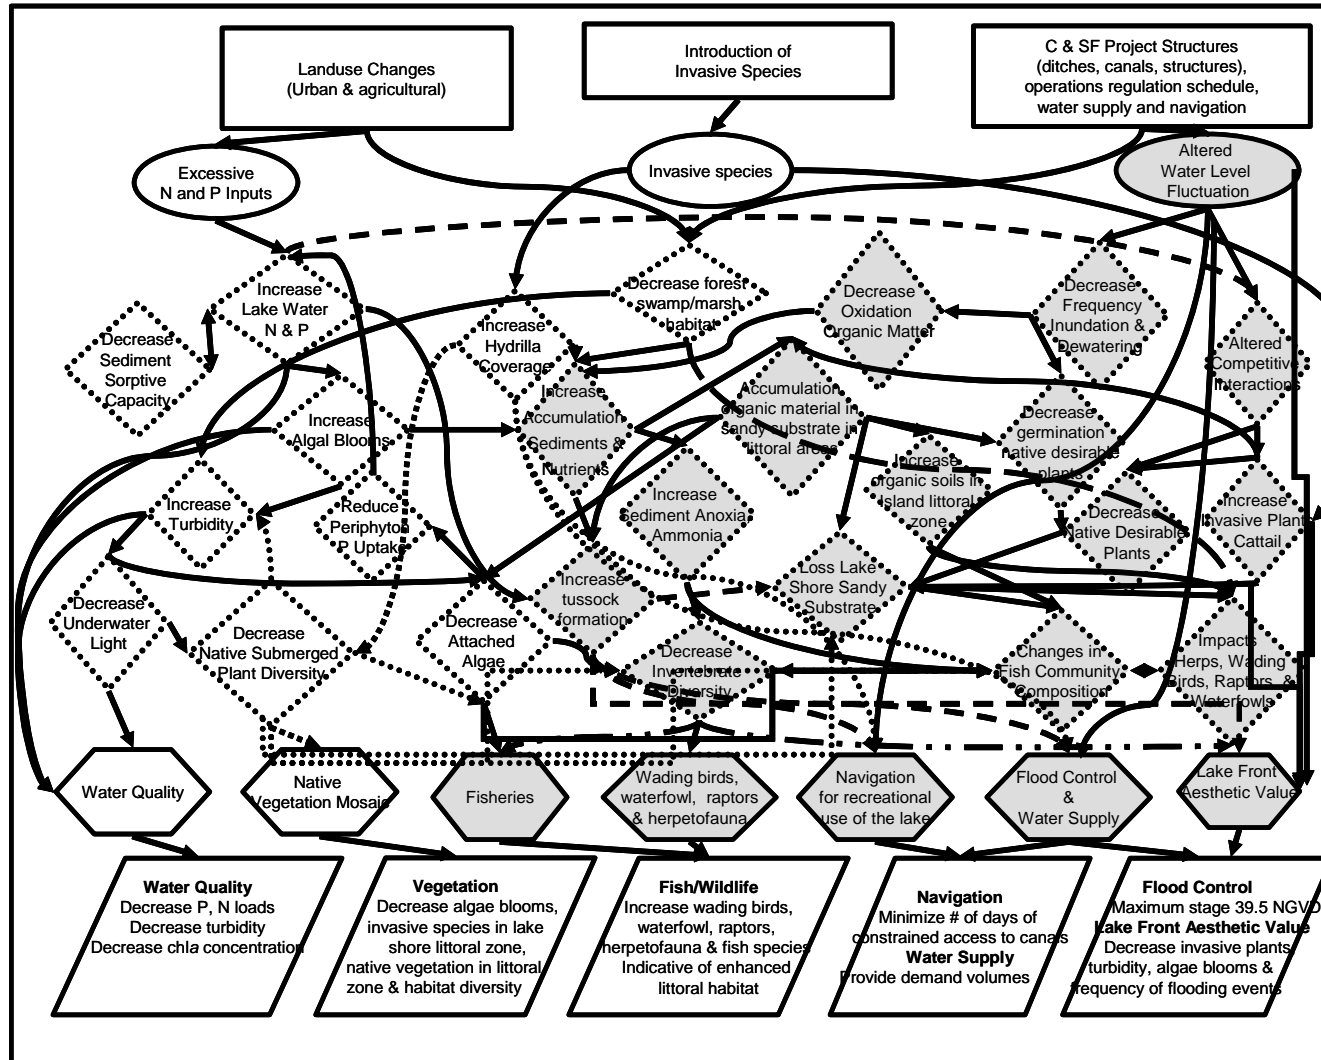 Landuse Changes
(Urban & agricultural)
Introduction of
Invasive Species
C & SF Project Structures
(ditches, canals, structures),
operations regulation schedule,
water supply and navigation
Excessive
N and P Inputs
Invasive species
Altered
Water Level
Fluctuation
Increase
Lake Water
N & P
Decrease
Sediment
Sorptive
Capacity
Increase
Hydrilla
Coverage
Decrease forest
swamp/marsh
habitat
Decrease
Oxidation
Organic Matter
Decrease
Frequency
Inundation &
Dewatering
Altered
Competitive
Interactions
Increase
Algal Blooms
Increase
Accumulation
Sediments &
Nutrients
Accumulation
organic material in
sandy substrate in
littoral areas
Decrease
germination
native desirable
plants
Increase
organic soils in
Island littoral
zone
Increase
Turbidity
Reduce
Periphyton
P Uptake
Increase
Sediment Anoxia
Ammonia
Decrease
Native Desirable
Plants
Increase
Invasive Plants
Cattail
Decrease
Underwater
Light
Decrease
Native Submerged
Plant Diversity
Decrease
Attached
Algae
Increase
tussock
formation
Loss Lake
Shore Sandy
Substrate
Decrease
Invertebrate
Diversity
Changes in
Fish Community
Composition
Impacts
Herps, Wading
Birds, Raptors, &
Waterfowls
Water Quality
Native
Vegetation Mosaic
Fisheries
Wading birds,
waterfowl, raptors
& herpetofauna
Navigation
for recreational
use of the lake
Flood Control
&
Water Supply
Lake Front
Aesthetic Value
Water Quality
Decrease P, N loads
Decrease turbidity
Decrease chla concentration
Vegetation
Decrease algae blooms,
invasive species in lake
shore littoral zone,
native vegetation in littoral
zone & habitat diversity
Fish/Wildlife
Increase wading birds,
waterfowl, raptors,
herpetofauna & fish species
Indicative of enhanced
littoral habitat
Navigation
Minimize # of days of
constrained access to canals
Water Supply
Provide demand volumes
Flood Control
Maximum stage 39.5 NGVD
Lake Front Aesthetic Value
Decrease invasive plants,
turbidity, algae blooms &
frequency of flooding events